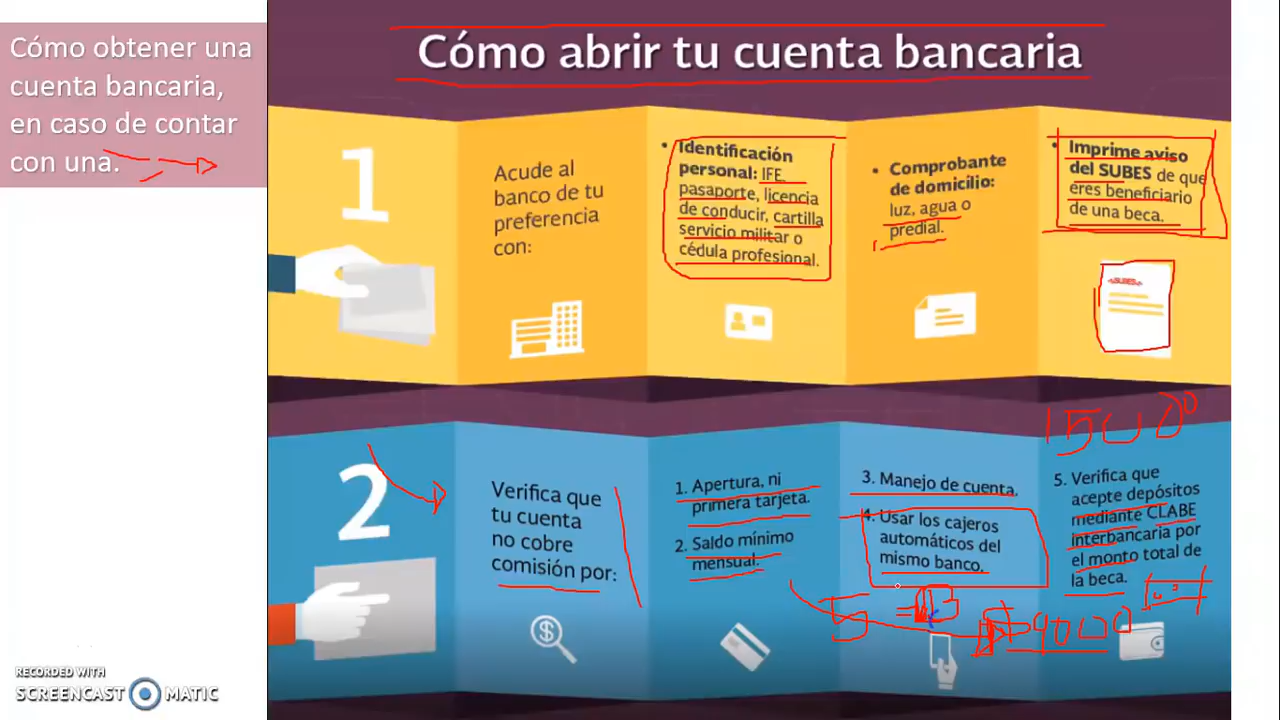 Cómo obtener una
cuenta bancaria,
en caso de contar
con una.
Cómo abrir tu cuenta bancaria
1
Acude al
banco de tu
preferencia
con:
• Identificación
personal: IFE,
pasaporte, licencia
de conducir, cartilla
servicio militar o
cédula profesional.
• Comprobante
de domicilio:
luz, agua o
predial.
• Imprime aviso
del SUBES de que
eres beneficiario
de una beca.
SUBES
2
Verifica que
tu cuenta
no cobre
comisión por:
1. Apertura, ni
primera tarjeta.
2. Saldo mínimo
mensual.
3. Manejo de cuenta.
4. Usar los cajeros
automáticos del
mismo banco.
1500
5. Verifica que
acepte depósitos
mediante CLABE
interbancaria por
el monto total de
la beca.
5 =
RECORDED WITH
SCREENCAST MATIC